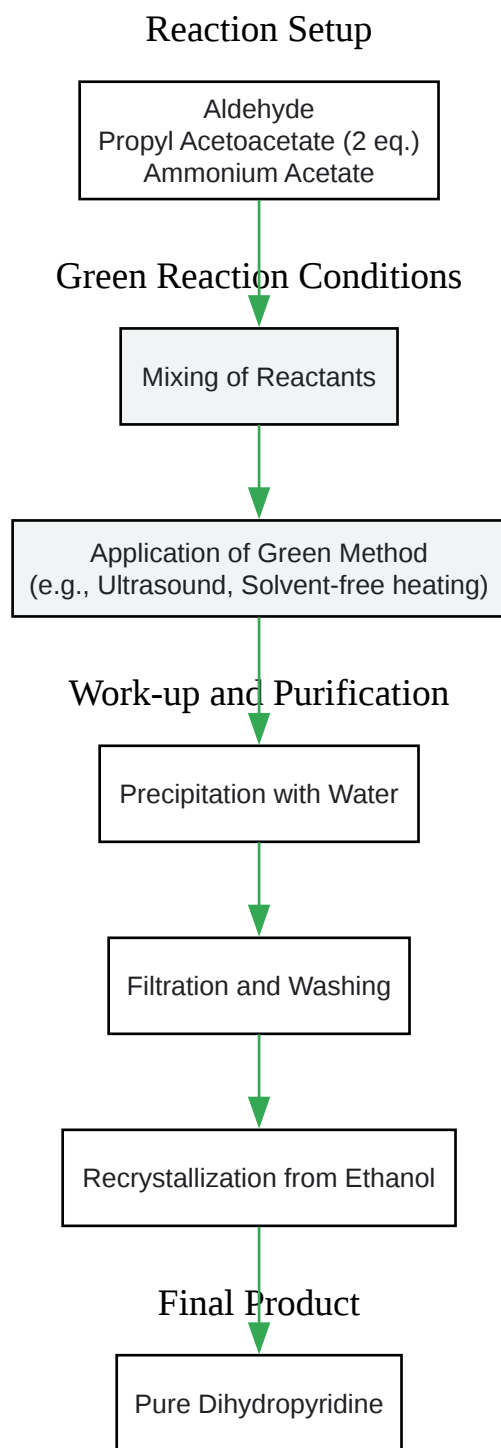 Reaction Setup
Aldehyde
Propyl Acetoacetate (2 eq.)
Ammonium Acetate
Green Reaction Conditions
Mixing of Reactants
Application of Green Method
(e.g., Ultrasound, Solvent-free heating)
Work-up and Purification
Precipitation with Water
Filtration and Washing
Recrystallization from Ethanol
Final Product
Pure Dihydropyridine